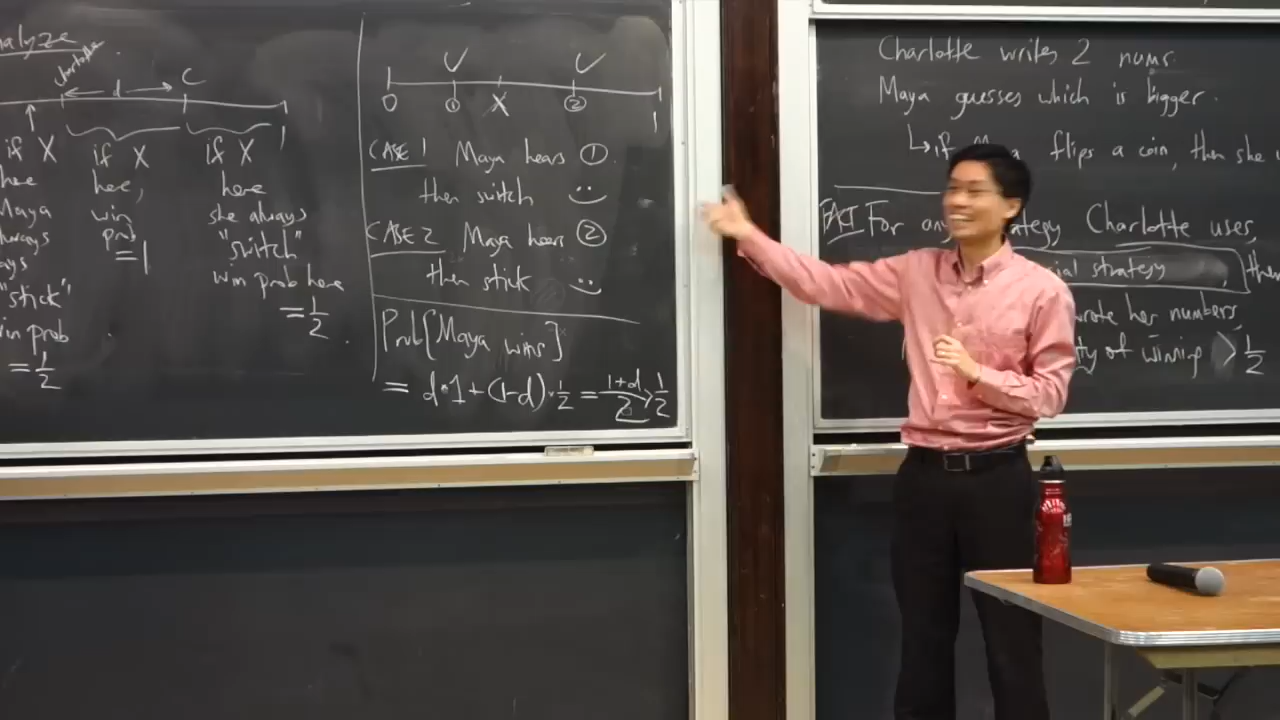 nalyze
d
C
if X
here
Maya
always
says
"stick"
win prob
= 1/2
if X
here,
win
prob
= 1
if X
here
she always
"switch"
win prob here
= 1/2
0 ① X ② 1
CASE 1 Maya hears ①
then switch
CASE 2 Maya hears ②
then stick
Prob[Maya wins]
= d•1 + (1-d)·1/2 = 1+d/2 > 1/2
Charlotte writes 2 nums.
Maya guesses which is bigger.
↳ if flips a coin, then she
FACT For any Charlotte uses,
strategy,
wrote her numbers,
of winning > 1/2